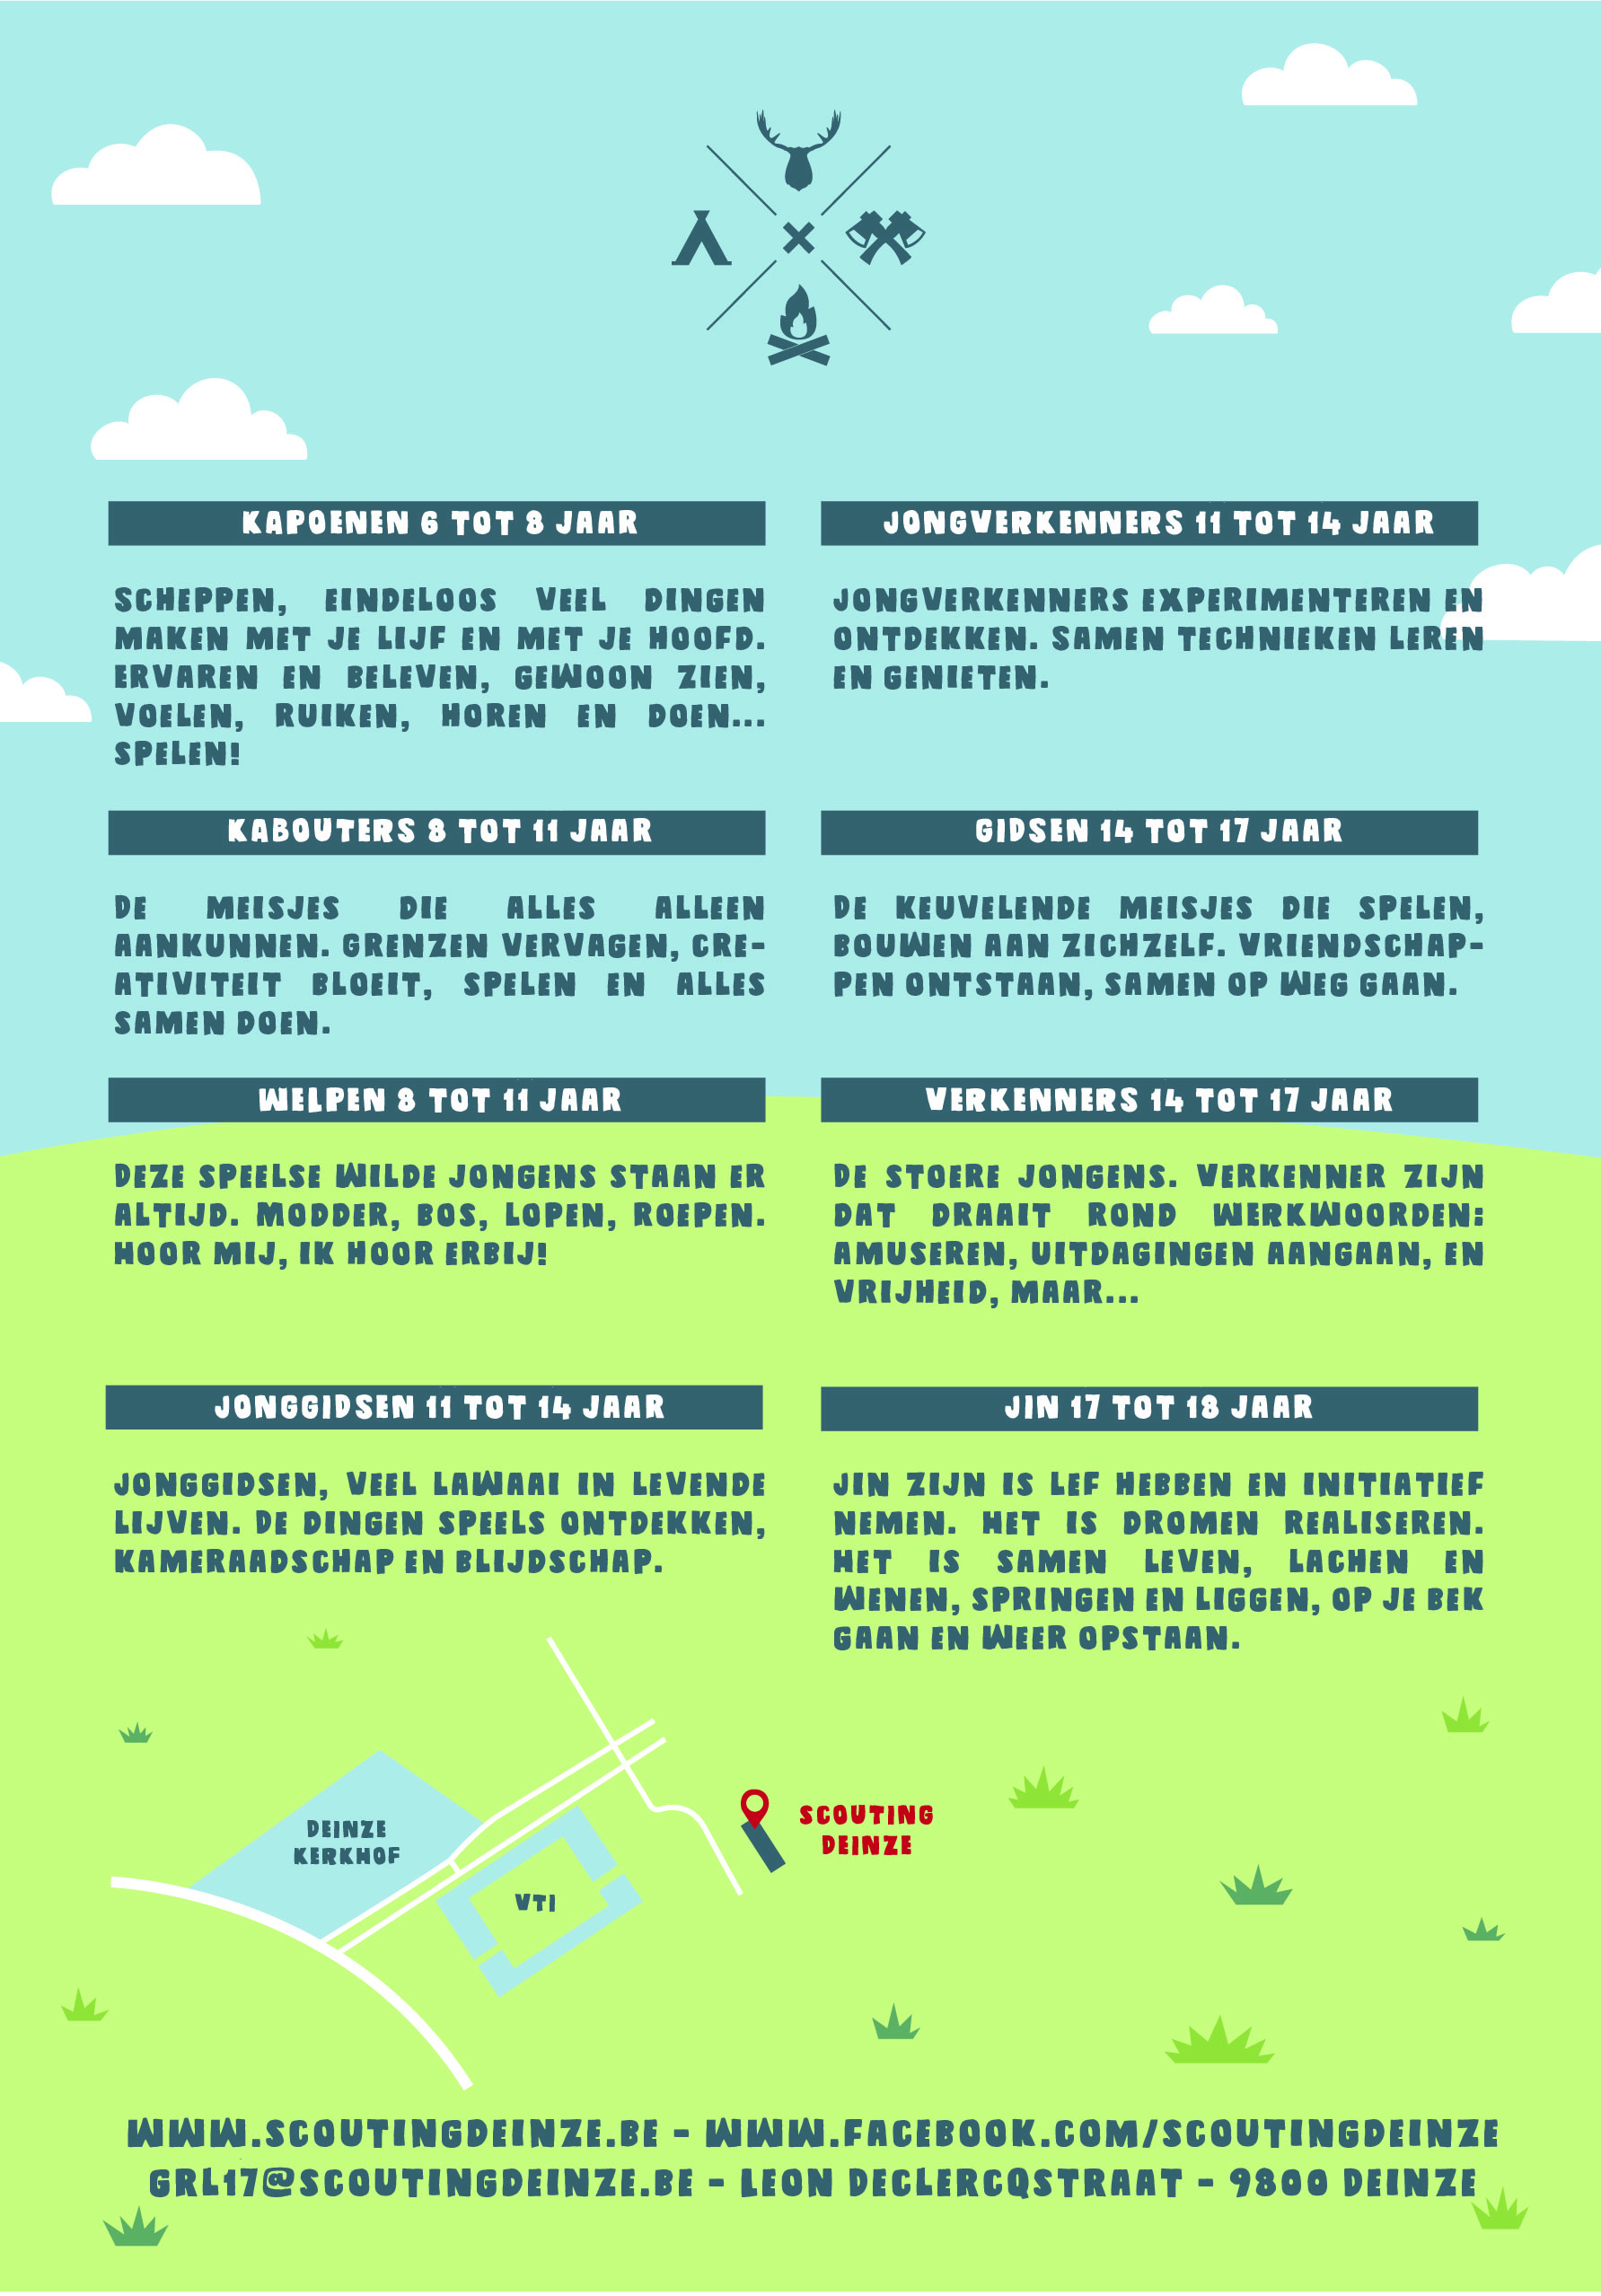 KAPOENEN 6 TOT 8 JAAR
SCHEPPEN, EINDELOOS VEEL DINGEN
MAKEN MET JE LIJF EN MET JE HOOFD.
ERVAREN EN BELEVEN, GEWOON ZIEN,
VOELEN, RUIKEN, HOREN EN DOEN...
SPELEN!
KABOUTERS 8 TOT 11 JAAR
DE MEISJES DIE ALLES ALLEEN
AANKUNNEN. GRENZEN VERVAGEN, CRE-
ATIVITEIT BLOEIT, SPELEN EN ALLES
SAMEN DOEN.
WELPEN 8 TOT 11 JAAR
DEZE SPEELSE WILDE JONGENS STAAN ER
ALTIJD. MODDER, BOS, LOPEN, ROEPEN.
HOOR MIJ, IK HOOR ERBIJ!
JONGGIDSEN 11 TOT 14 JAAR
JONGGIDSEN, VEEL LAWAAI IN LEVENDE
LIJVEN. DE DINGEN SPEELS ONTDEKKEN,
KAMERAADSCHAP EN BLIJDSCHAP.
JONGVERKENNERS 11 TOT 14 JAAR
JONGVERKENNERS EXPERIMENTEREN EN
ONTDEKKEN. SAMEN TECHNIEKEN LEREN
EN GENIETEN.
GIDSEN 14 TOT 17 JAAR
DE KEUVELENDE MEISJES DIE SPELEN,
BOUWEN AAN ZICHZELF. VRIENDSCHAP-
PEN ONTSTAAN, SAMEN OP WEG GAAN.
VERKENNERS 14 TOT 17 JAAR
DE STOERE JONGENS. VERKENNER ZIJN
DAT DRAAIT ROND WERKWOORDEN:
AMUSEREN, UITDAGINGEN AANGAAN, EN
VRIJHEID, MAAR...
JIN 17 TOT 18 JAAR
JIN ZIJN IS LEF HEBBEN EN INITIATIEF
NEMEN. HET IS DROMEN REALISEREN.
HET IS SAMEN LEVEN, LACHEN EN
WENEN, SPRINGEN EN LIGGEN, OP JE BEK
GAAN EN WEER OPSTAAN.
DEINZE
KERKHOF
VTI
SCOUTING
DEINZE
WWW.SCOUTINGDEINZE.BE - WWW.FACEBOOK.COM/SCOUTINGDEINZE
GRL17@SCOUTINGDEINZE.BE - LEON DECLERCQSTRAAT - 9800 DEINZE